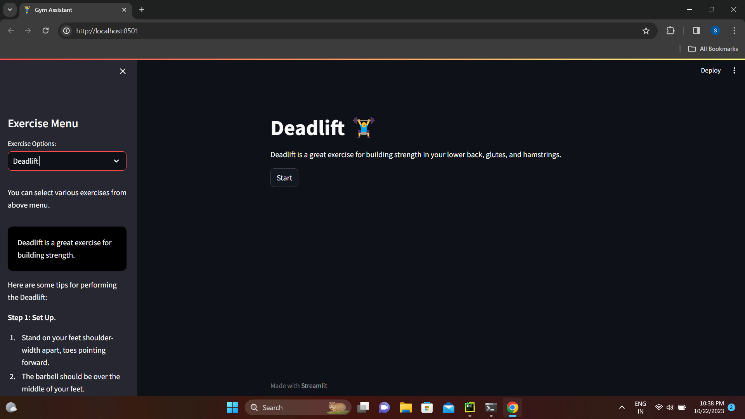 Gym Assistant
http://localhost:8501
S
All Bookmarks
Deploy
Exercise Menu
Exercise Options:
Deadlift
You can select various exercises from
above menu.
Deadlift is a great exercise for
building strength.
Here are some tips for performing
the Deadlift:
Step 1: Set Up.
1. Stand on your feet shoulder-
width apart, toes pointing
forward.
2. The barbell should be over the
middle of your feet.
Deadlift
Deadlift is a great exercise for building strength in your lower back, glutes, and hamstrings.
Start
Made with Streamlit
Search
ENG
IN
10:38 PM
10/22/2023
2